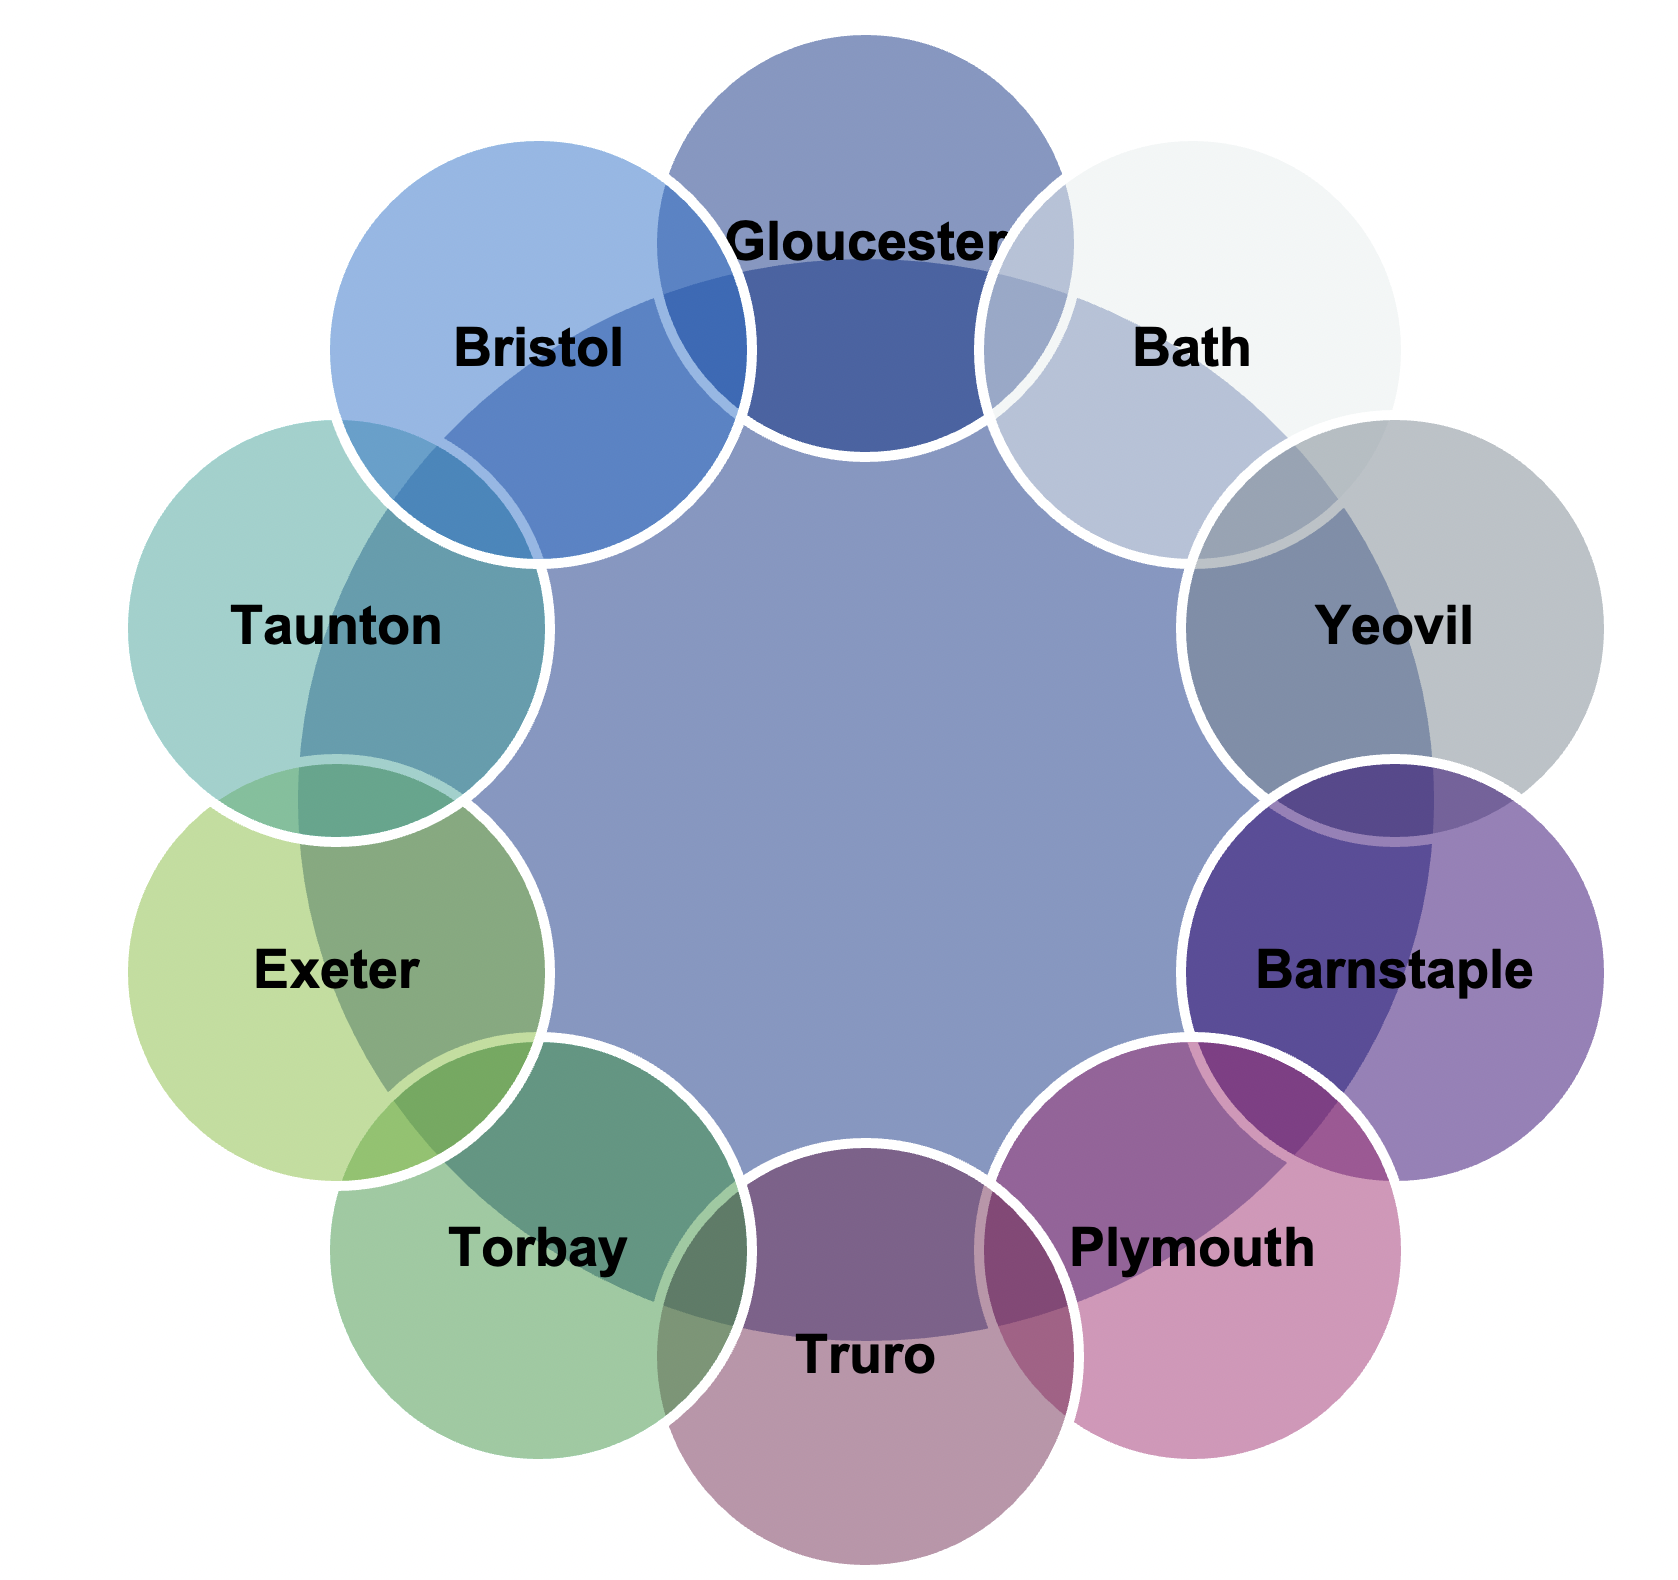 Gloucester
Bristol
Bath
Taunton
Yeovil
Exeter
Barnstaple
Torbay
Plymouth
Truro